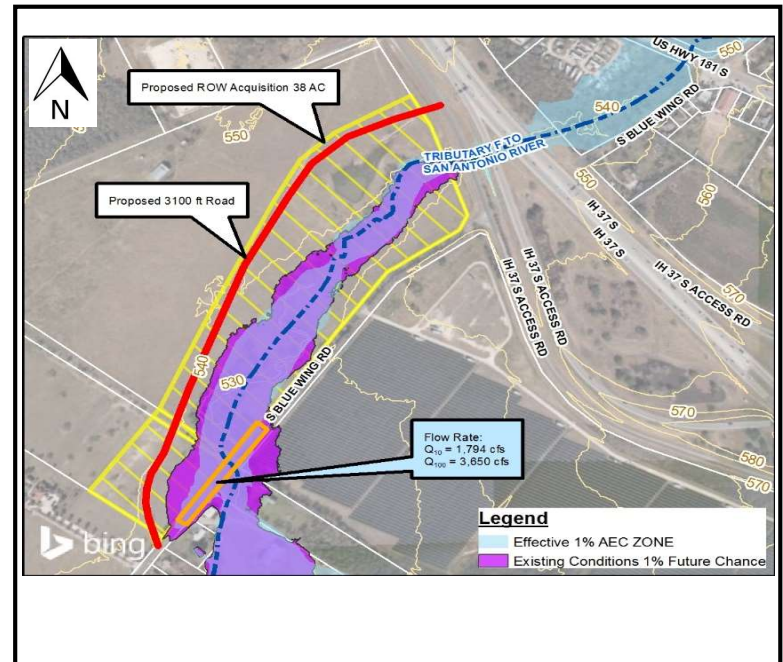 N
Proposed ROW Acquisition 38 AC
Proposed 3100 ft Road
550
US HWY 181 S
550
540
S BLUE WING RD
TRIBUTARY F TO
SAN ANTONIO RIVER
550
560
IH 37 S
IH 37 S
IH 37 S ACCESS RD
IH 37 S ACCESS RD
IH 37 S ACCESS RD
570
540
530
S BLUE WING RD
570
580
570
Flow Rate:
Q10 = 1,794 cfs
Q100 = 3,650 cfs
bing
Legend
Effective 1% AEC ZONE
Existing Conditions 1% Future Chance